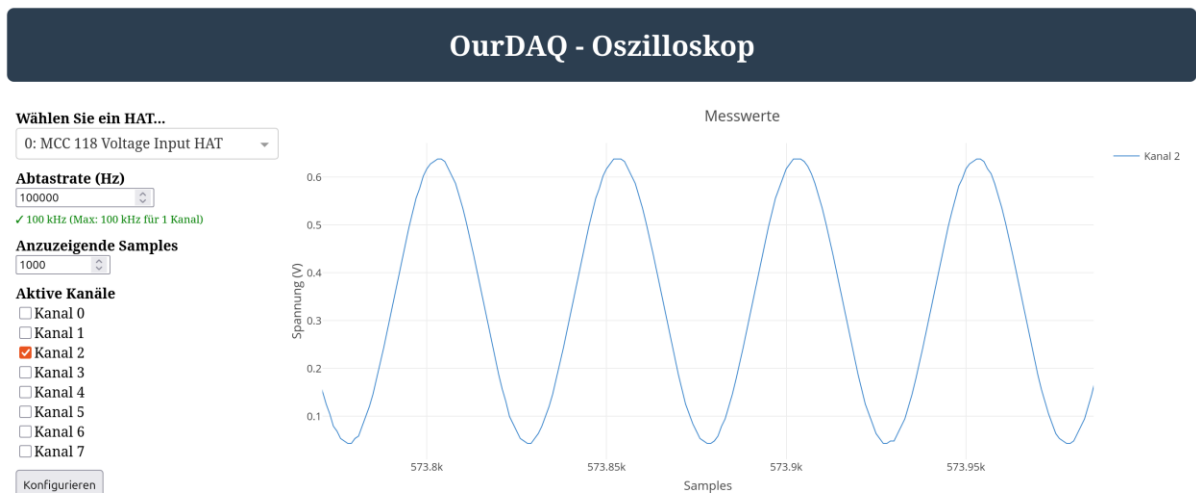 OurDAQ - Oszilloskop
Wählen Sie ein HAT...
0: MCC 118 Voltage Input HAT
Abtastrate (Hz)
100000
✓ 100 kHz (Max: 100 kHz für 1 Kanal)
Anzuzeigende Samples
1000
Aktive Kanäle
Kanal 0
Kanal 1
Kanal 2
Kanal 3
Kanal 4
Kanal 5
Kanal 6
Kanal 7
Konfigurieren
Messwerte
Kanal 2
Spannung (V)
0.6
0.5
0.4
0.3
0.2
0.1
573.8k 573.85k 573.9k 573.95k
Samples